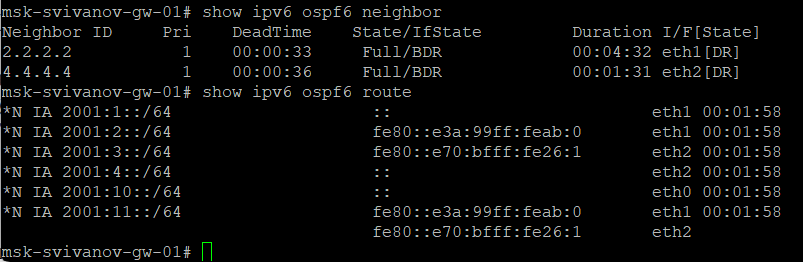 msk-svivanov-gw-01# show ipv6 ospf6 neighbor
Neighbor ID     Pri    DeadTime    State/IfState         Duration I/F[State]
2.2.2.2           1    00:00:33     Full/BDR             00:04:32 eth1[DR]
4.4.4.4           1    00:00:36     Full/BDR             00:01:31 eth2[DR]
msk-svivanov-gw-01# show ipv6 ospf6 route
*N IA 2001:1::/64                    ::                        eth1 00:01:58
*N IA 2001:2::/64                    fe80::e3a:99ff:feab:0     eth1 00:01:58
*N IA 2001:3::/64                    fe80::e70:bfff:fe26:1     eth2 00:01:58
*N IA 2001:4::/64                    ::                        eth2 00:01:58
*N IA 2001:10::/64                   ::                        eth0 00:01:58
*N IA 2001:11::/64                   fe80::e3a:99ff:feab:0     eth1 00:01:58
                                     fe80::e70:bfff:fe26:1     eth2
msk-svivanov-gw-01#